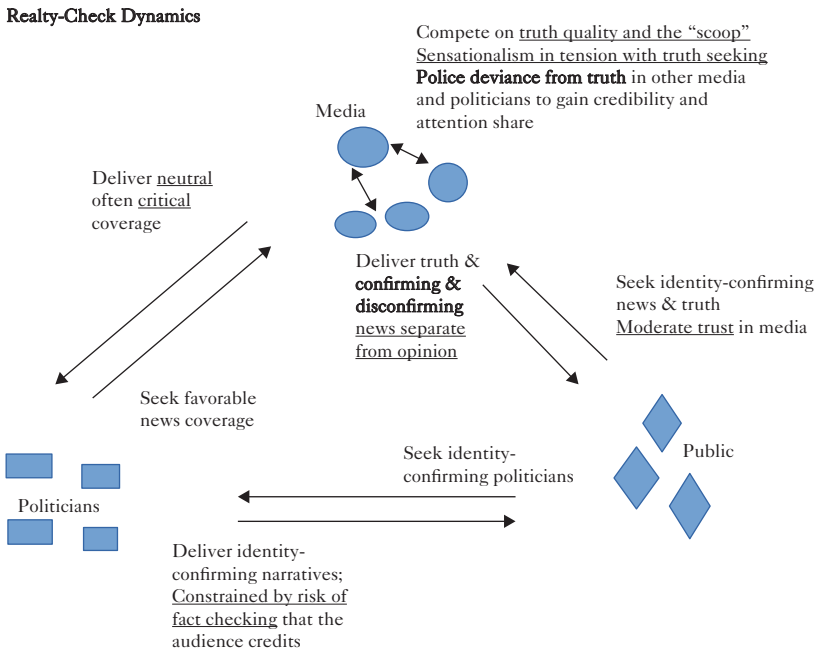 Realty-Check Dynamics
Compete on truth quality and the “scoop”
Sensationalism in tension with truth seeking
Police deviance from truth in other media
and politicians to gain credibility and
attention share
Media
Deliver neutral
often critical
coverage
Deliver truth &
confirming &
disconfirming
news separate
from opinion
Seek identity-confirming
news & truth
Moderate trust in media
Seek favorable
news coverage
Seek identity-
confirming politicians
Public
Politicians
Deliver identity-
confirming narratives;
Constrained by risk of
fact checking that the
audience credits